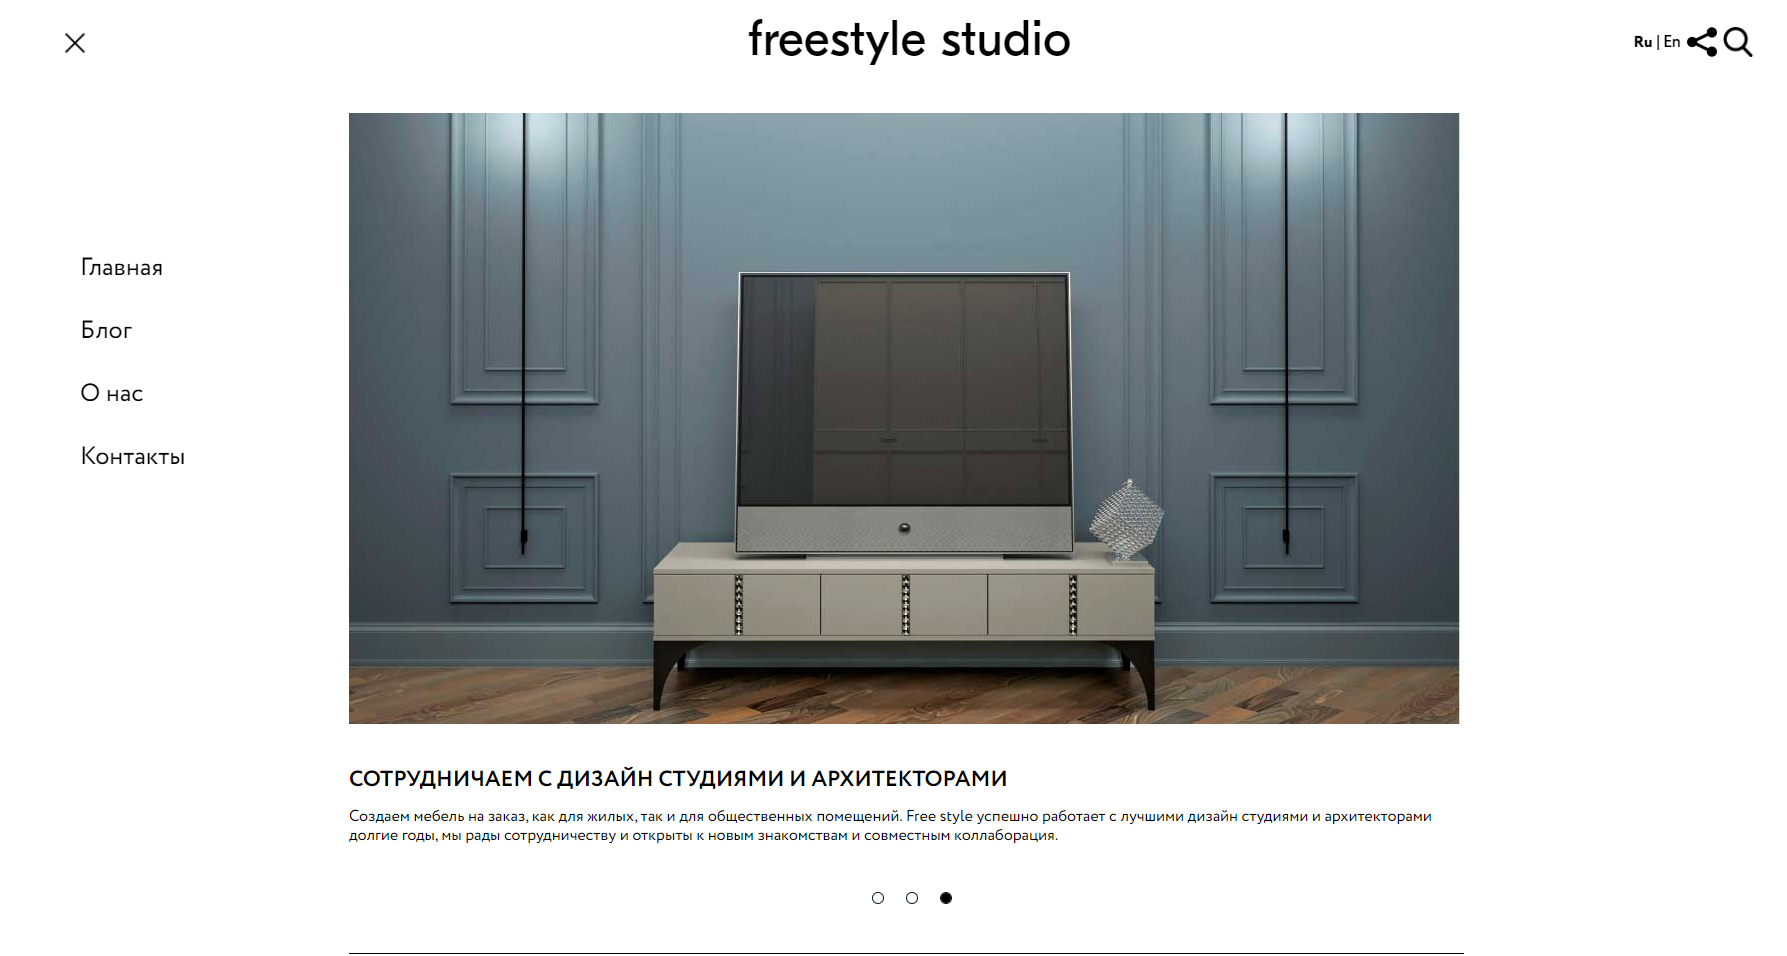 freestyle studio
Ru | En
Главная
Блог
О нас
Контакты
СОТРУДНИЧАЕМ С ДИЗАЙН СТУДИЯМИ И АРХИТЕКТОРАМИ
Создаем мебель на заказ, как для жилых, так и для общественных помещений. Free style успешно работает с лучшими дизайн студиями и архитекторами
долгие годы, мы рады сотрудничеству и открыты к новым знакомствам и совместным коллаборация.